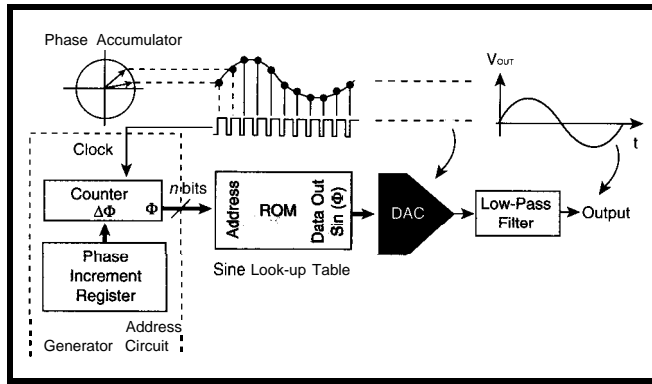 Phase Accumulator
VOUT
t
Clock
Counter
ΔΦ Φ
n-bits
Address
ROM
Data Out
Sin (Φ)
DAC
Low-Pass
Filter
Output
Phase
Increment
Register
Sine Look-up Table
Address
Generator Circuit